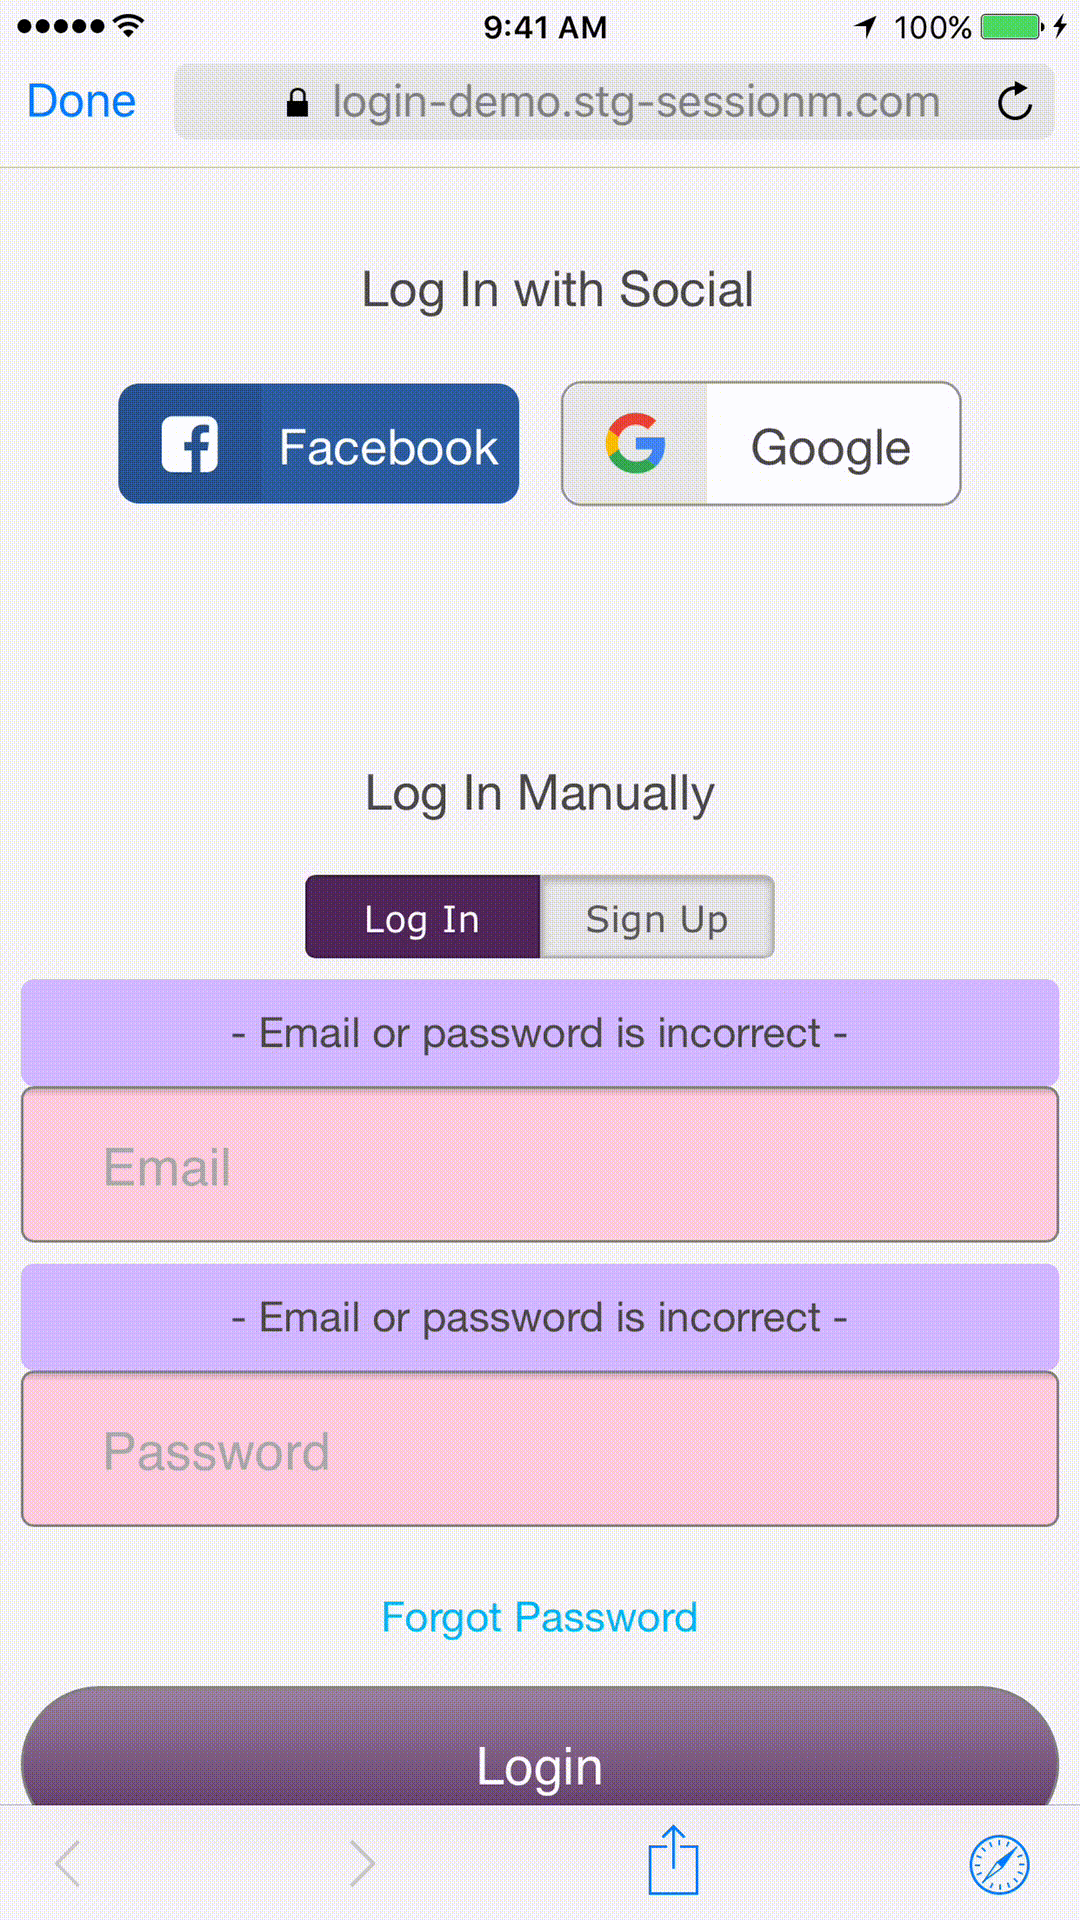 9:41 AM
100%
Done
login-demo.stg-sessionm.com
Log In with Social
Facebook
Google
Log In Manually
Log In
Sign Up
- Email or password is incorrect -
Email
- Email or password is incorrect -
Password
Forgot Password
Login